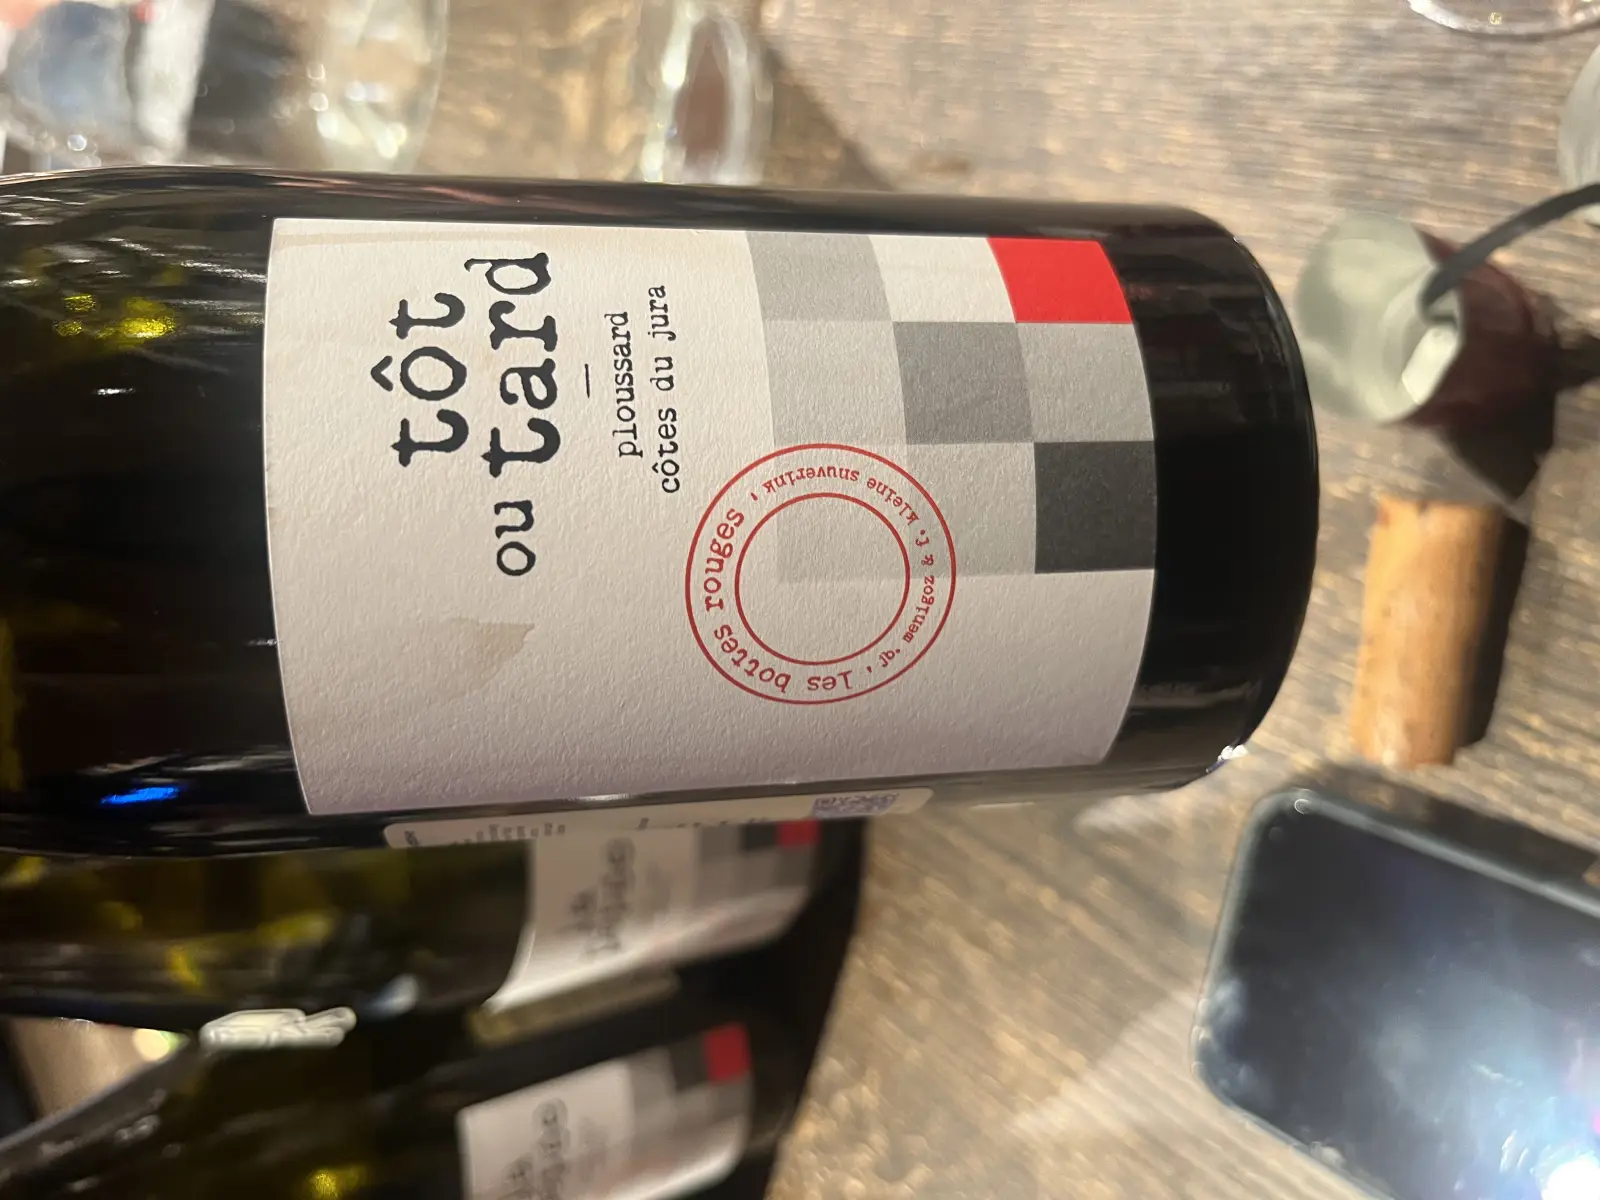 tôt
ou tard
ploussard
côtes du jura
les bottes rouges, jb. menigoz & f. kleine snuverink,